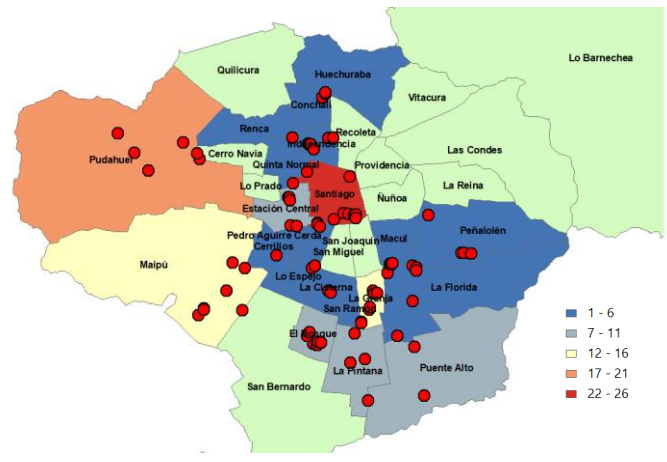 Lo Barnechea
Quilicura
Huechuraba
Vitacura
Conchalí
Renca
Recoleta
Independencia
Las Condes
Pudahuel
Cerro Navia
Quinta Normal
Providencia
Lo Prado
Santiago
La Reina
Ñuñoa
Estación Central
Pedro Aguirre Cerda
San Joaquín
Macul
Peñalolén
Cerrillos
San Miguel
Maipú
Lo Espejo
La Cisterna
La Granja
La Florida
San Ramón
El Bosque
La Pintana
Puente Alto
San Bernardo
1 - 6
7 - 11
12 - 16
17 - 21
22 - 26